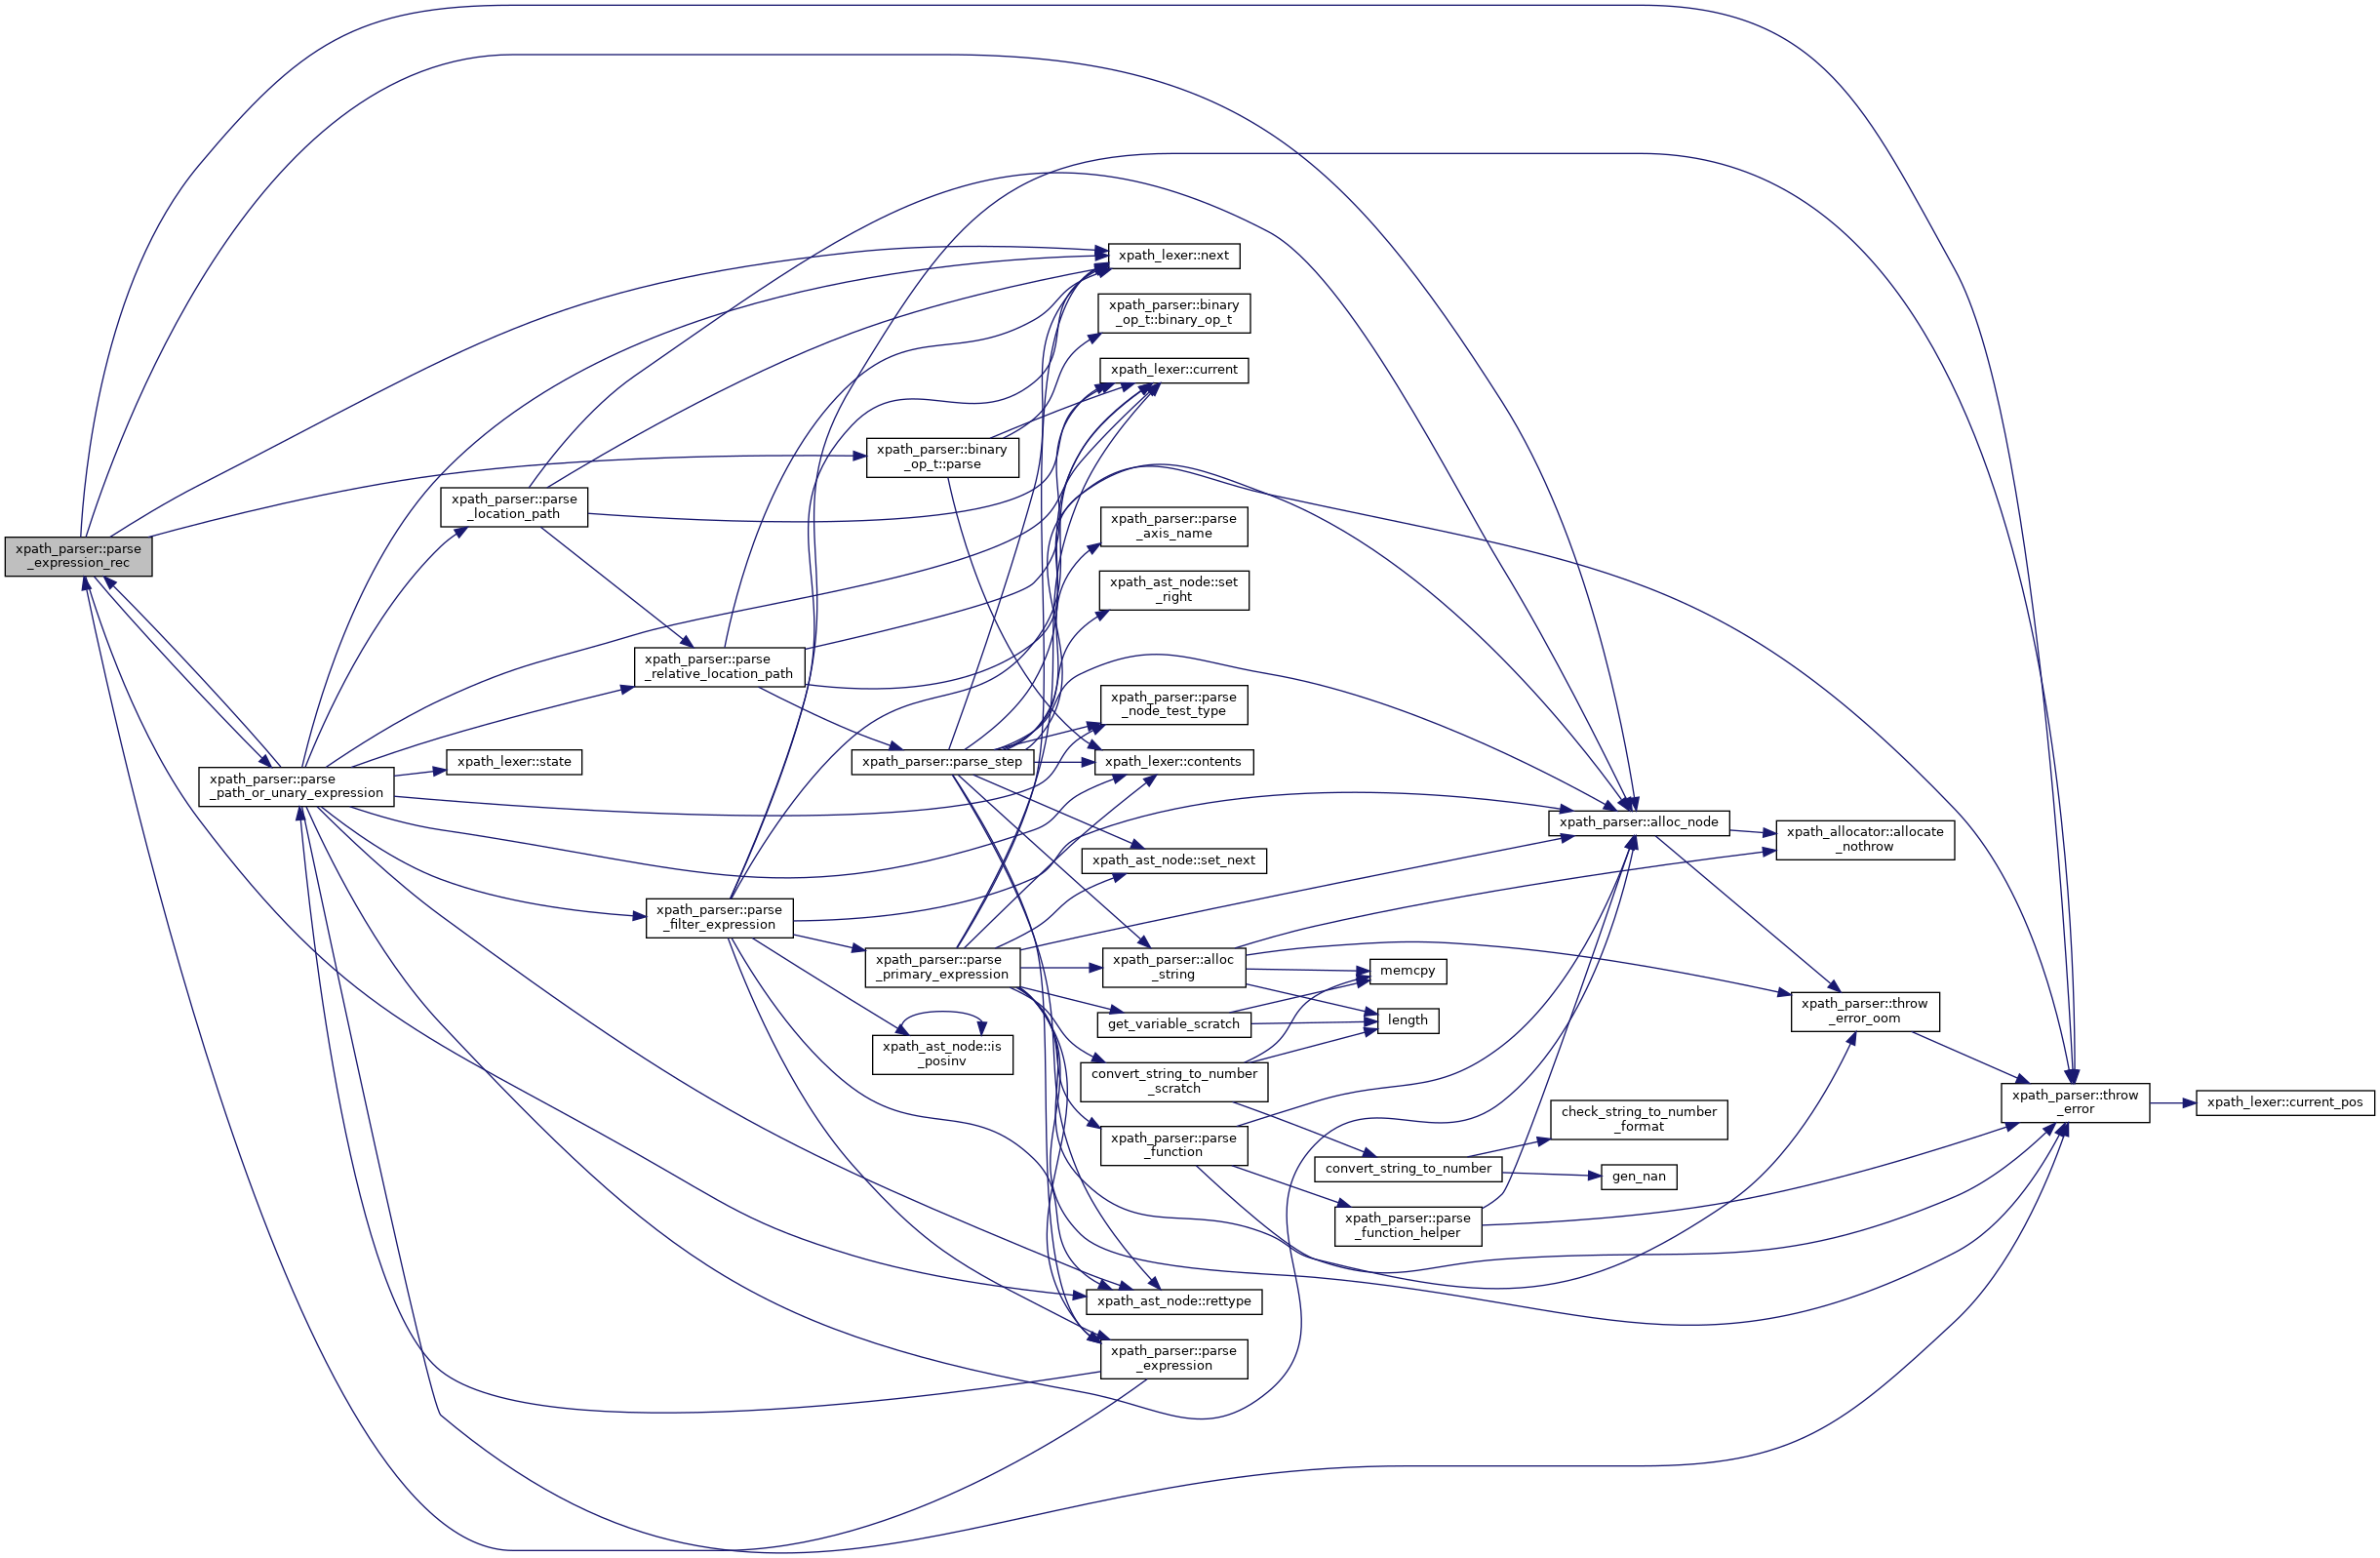 xpath_parser::parse
_expression_rec
xpath_parser::parse
_path_or_unary_expression
xpath_parser::parse
_location_path
xpath_lexer::state
xpath_parser::parse
_relative_location_path
xpath_parser::parse
_filter_expression
xpath_parser::binary
_op_t::parse
xpath_parser::parse_step
xpath_parser::parse
_primary_expression
xpath_ast_node::is
_posinv
xpath_lexer::next
xpath_parser::binary
_op_t::binary_op_t
xpath_lexer::current
xpath_parser::parse
_axis_name
xpath_ast_node::set
_right
xpath_parser::parse
_node_test_type
xpath_lexer::contents
xpath_ast_node::set_next
xpath_parser::alloc
_string
get_variable_scratch
convert_string_to_number
_scratch
xpath_parser::parse
_function
xpath_ast_node::rettype
xpath_parser::parse
_expression
memcpy
length
convert_string_to_number
xpath_parser::parse
_function_helper
xpath_parser::alloc_node
check_string_to_number
_format
gen_nan
xpath_allocator::allocate
_nothrow
xpath_parser::throw
_error_oom
xpath_parser::throw
_error
xpath_lexer::current_pos